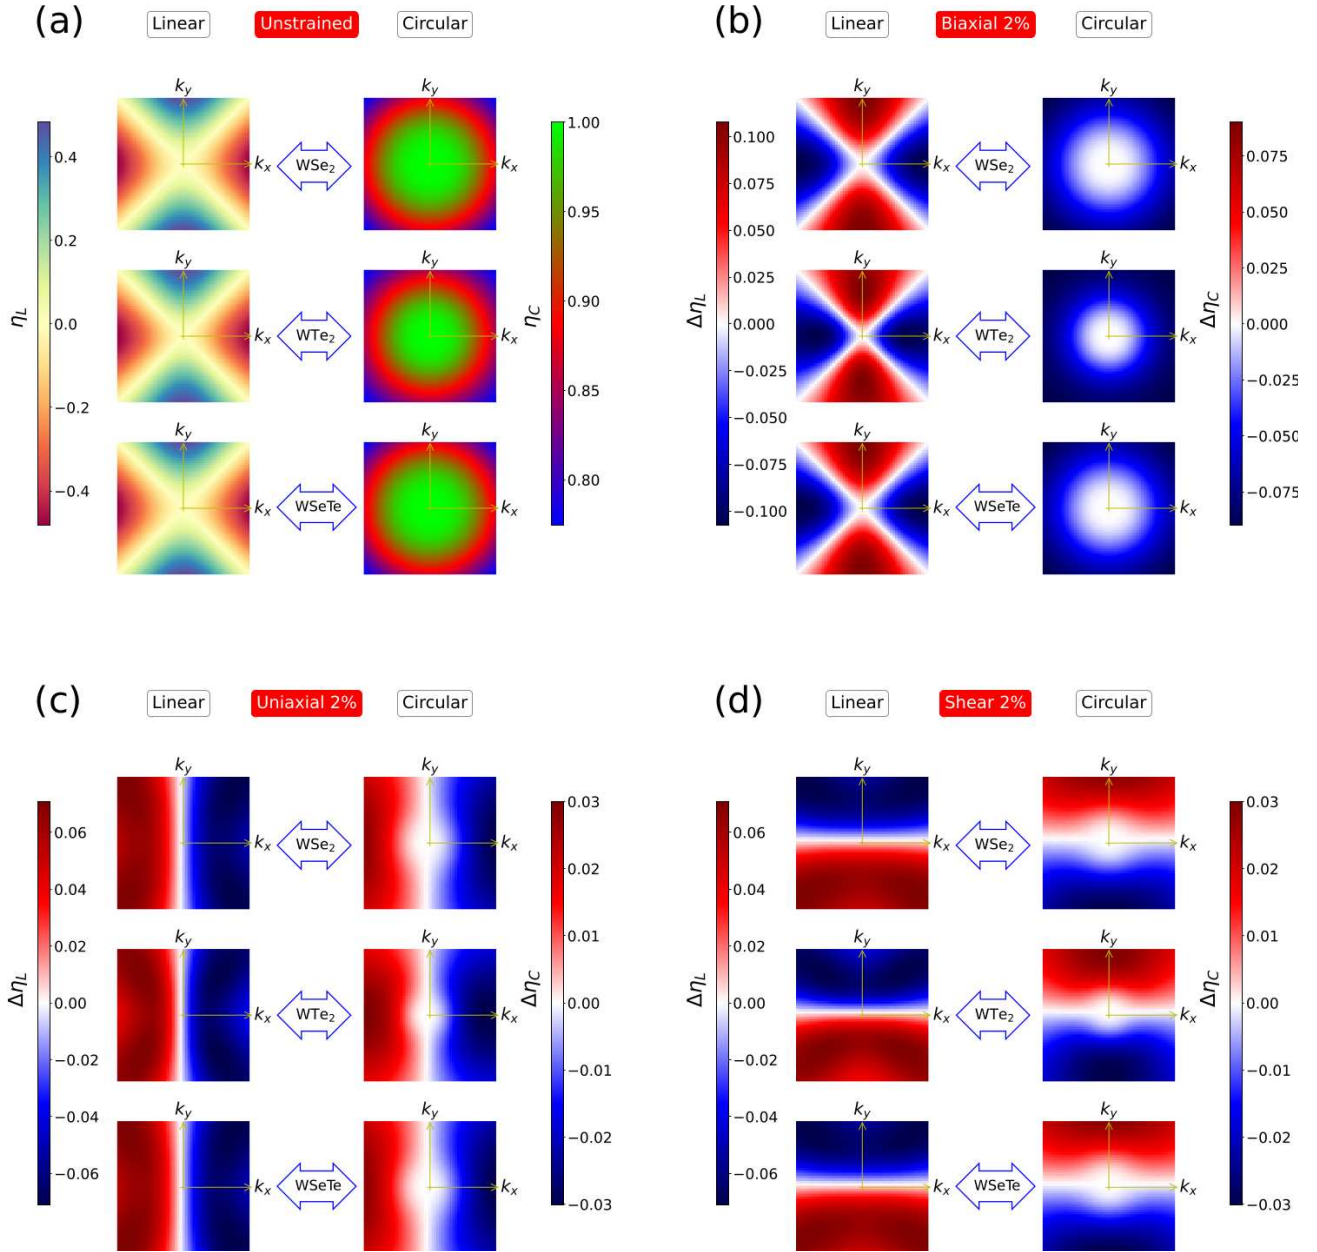 (a) Linear Unstrained Circular
k_y k_y
0.4 k_x WSe₂ k_x 1.00
0.2 0.95
k_y k_y
η_L 0.0 k_x WTe₂ k_x 0.90 η_C
−0.2 0.85
k_y k_y
−0.4 k_x WSeTe k_x 0.80
(b) Linear Biaxial 2% Circular
k_y k_y
0.100 k_x WSe₂ k_x 0.075
0.075 0.050
0.050 0.025
0.025
k_y k_y
Δη_L 0.000 k_x WTe₂ k_x 0.000 Δη_C
−0.025 −0.025
−0.050 −0.050
k_y k_y
−0.075 k_x WSeTe k_x −0.075
−0.100
(c) Linear Uniaxial 2% Circular
k_y k_y
0.06 k_x WSe₂ k_x 0.03
0.04 0.02
0.02 0.01
k_y k_y
Δη_L 0.00 k_x WTe₂ k_x 0.00 Δη_C
−0.02 −0.01
−0.04 −0.02
k_y k_y
−0.06 k_x WSeTe k_x −0.03
(d) Linear Shear 2% Circular
k_y k_y
0.06 k_x WSe₂ k_x 0.03
0.04 0.02
0.02 0.01
k_y k_y
Δη_L 0.00 k_x WTe₂ k_x 0.00 Δη_C
−0.02 −0.01
−0.04 −0.02
k_y k_y
−0.06 k_x WSeTe k_x −0.03